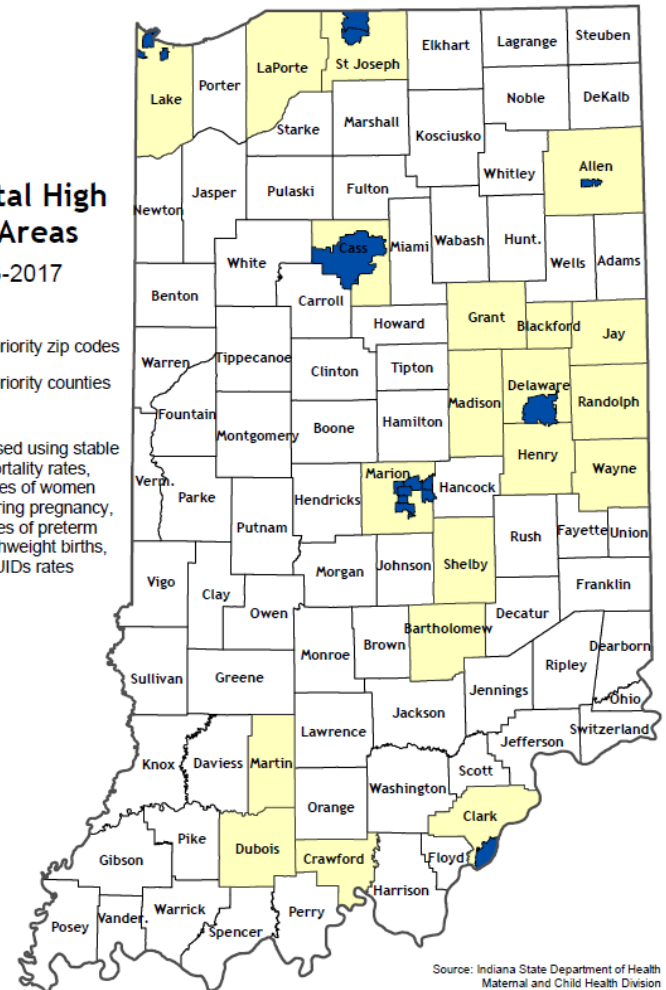 tal High
Areas
-2017
riority zip codes
riority counties
sed using stable
ortality rates,
es of women
ring pregnancy,
es of preterm
hweight births,
UIDs rates
Elkhart
Lagrange
Steuben
LaPorte
St Joseph
Porter
Lake
Noble
DeKalb
Starke
Marshall
Kosciusko
Whitley
Allen
Newton
Jasper
Pulaski
Fulton
Miami
Wabash
Hunt.
Wells
Adams
White
Cass
Benton
Carroll
Howard
Grant
Blackford
Jay
Warren
Tippecanoe
Clinton
Tipton
Madison
Delaware
Randolph
Fountain
Montgomery
Boone
Hamilton
Henry
Wayne
Verm.
Parke
Putnam
Hendricks
Marion
Hancock
Rush
Fayette
Union
Vigo
Clay
Owen
Morgan
Johnson
Shelby
Franklin
Decatur
Bartholomew
Brown
Monroe
Sullivan
Greene
Dearborn
Ripley
Ohio
Jennings
Jackson
Lawrence
Switzerland
Jefferson
Knox
Daviess
Martin
Washington
Scott
Orange
Clark
Pike
Gibson
Dubois
Crawford
Floyd
Harrison
Posey
Vander.
Warrick
Spencer
Perry
Source: Indiana State Department of Health
Maternal and Child Health Division